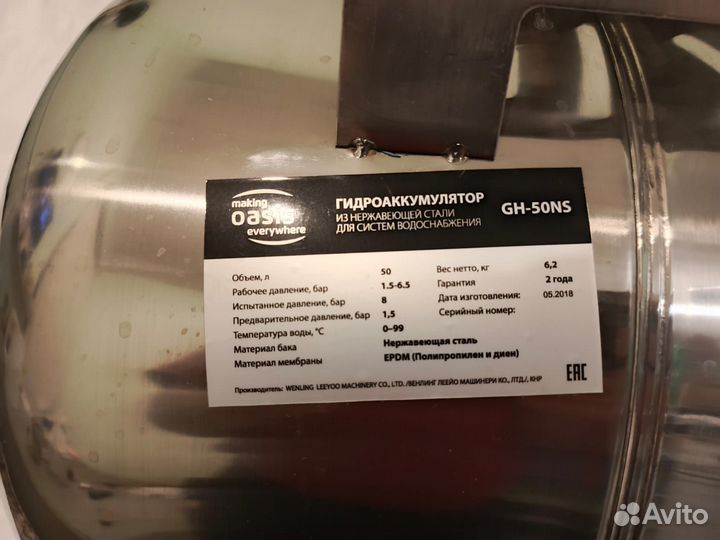 making
oasis
everywhere
ГИДРОАККУМУЛЯТОР
ИЗ НЕРЖАВЕЮЩЕЙ СТАЛИ
ДЛЯ СИСТЕМ ВОДОСНАБЖЕНИЯ
GH-50NS
Объем, л 50
Рабочее давление, бар 1.5-6.5
Испытанное давление, бар 8
Предварительное давление, бар 1,5
Температура воды, °С 0–99
Материал бака Нержавеющая сталь
Материал мембраны EPDM (Полипропилен и диен)
Вес нетто, кг 6,2
Гарантия 2 года
Дата изготовления: 05.2018
Серийный номер:
Производитель: WENLING LEEYOO MACHINERY CO., LTD. /ВЕНЛИНГ ЛЕЕЙО МАШИНЕРИ КО., ЛТД./, КНР
ЕАС
Avito